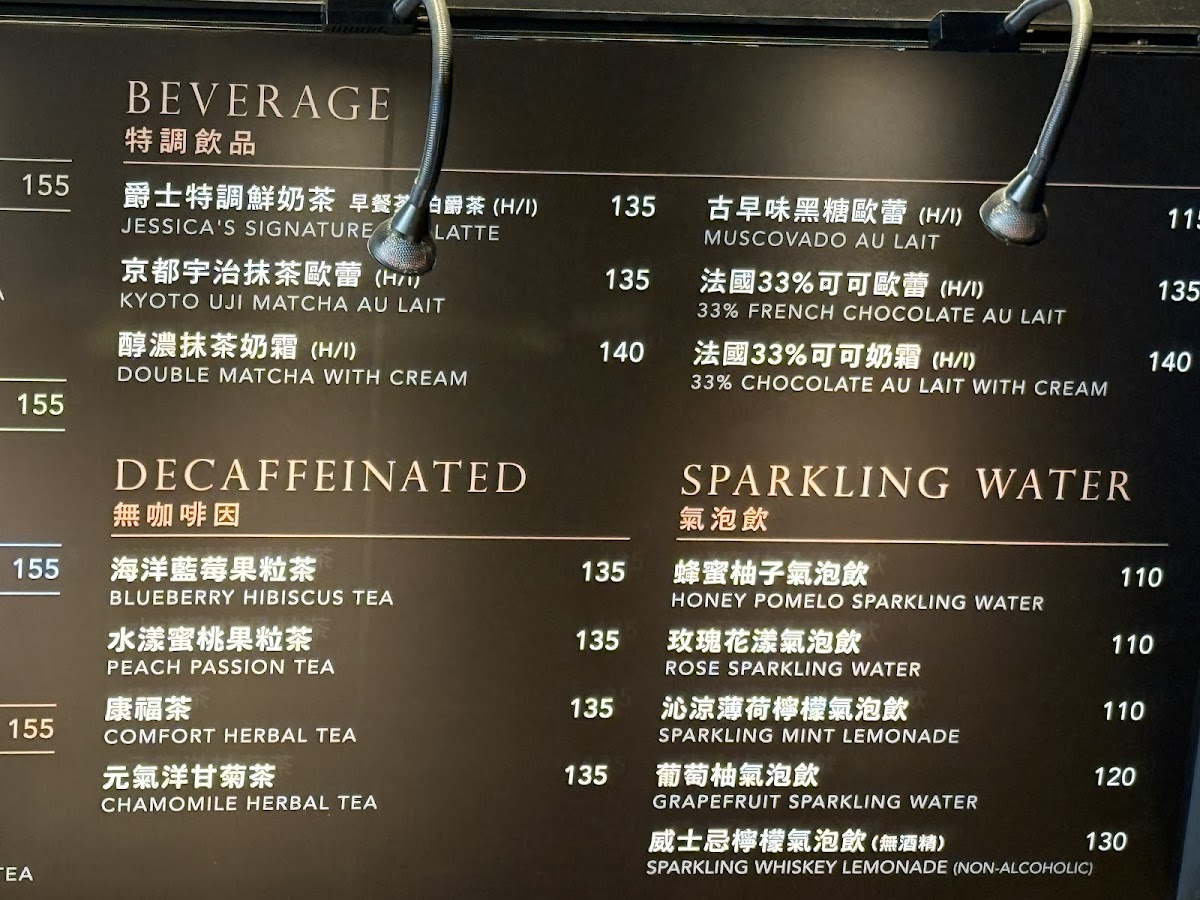 155
155
155
155
TEA
BEVERAGE
特調飲品
爵士特調鮮奶茶 早餐茶 伯爵茶 (H/I) 135
JESSICA'S SIGNATURE LATTE
京都宇治抹茶歐蕾 (H/I) 135
KYOTO UJI MATCHA AU LAIT
醇濃抹茶奶霜 (H/I) 140
DOUBLE MATCHA WITH CREAM
古早味黑糖歐蕾 (H/I) 115
MUSCOVADO AU LAIT
法國33%可可歐蕾 (H/I) 135
33% FRENCH CHOCOLATE AU LAIT
法國33%可可奶霜 (H/I) 140
33% CHOCOLATE AU LAIT WITH CREAM
DECAFFEINATED
無咖啡因
海洋藍莓果粒茶 135
BLUEBERRY HIBISCUS TEA
水漾蜜桃果粒茶 135
PEACH PASSION TEA
康福茶 135
COMFORT HERBAL TEA
元氣洋甘菊茶 135
CHAMOMILE HERBAL TEA
SPARKLING WATER
氣泡飲
蜂蜜柚子氣泡飲 110
HONEY POMELO SPARKLING WATER
玫瑰花漾氣泡飲 110
ROSE SPARKLING WATER
沁涼薄荷檸檬氣泡飲 110
SPARKLING MINT LEMONADE
葡萄柚氣泡飲 120
GRAPEFRUIT SPARKLING WATER
威士忌檸檬氣泡飲 (無酒精) 130
SPARKLING WHISKEY LEMONADE (NON-ALCOHOLIC)